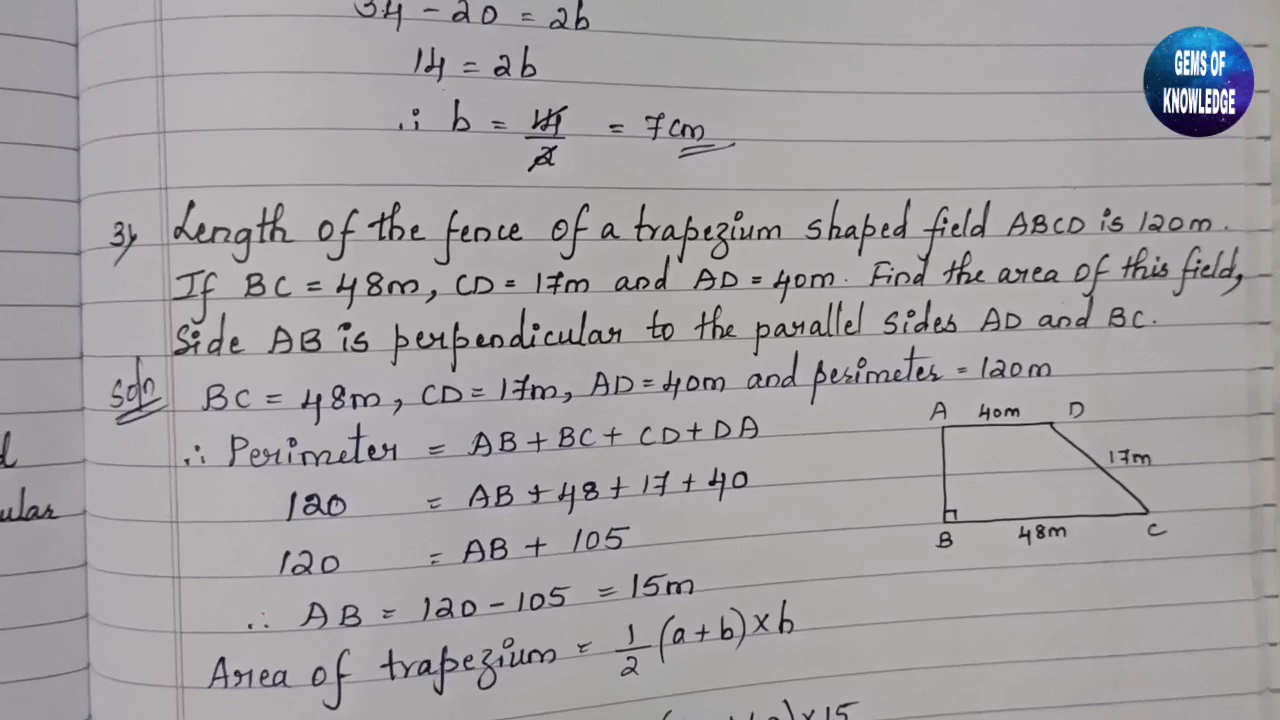 34 - 20 = 2b
14 = 2b
∴ b = 14/2 = 7cm
GEMS OF
KNOWLEDGE
3) Length of the fence of a trapezium shaped field ABCD is 120m.
If BC = 48m, CD = 17m and AD = 40m. Find the area of this field,
Side AB is perpendicular to the parallel sides AD and BC.
Soln
BC = 48m, CD = 17m, AD = 40m and perimeter = 120m
∴ Perimeter = AB + BC + CD + DA
120 = AB + 48 + 17 + 40
120 = AB + 105
∴ AB = 120 - 105 = 15m
Area of trapezium = 1/2 (a + b) × b
) × 15
A 40m D
17m
B 48m C
ular